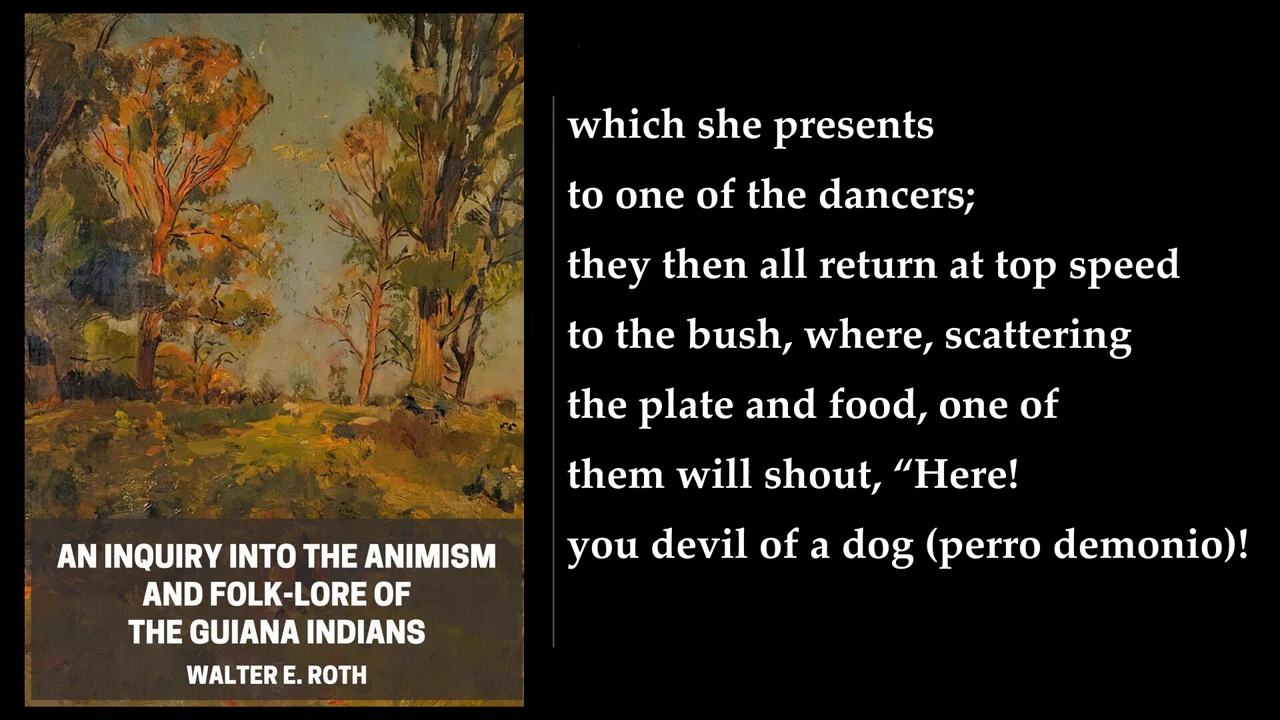 which she presents
to one of the dancers;
they then all return at top speed
to the bush, where, scattering
the plate and food, one of
them will shout, “Here!
you devil of a dog (perro demonio)!
AN INQUIRY INTO THE ANIMISM
AND FOLK-LORE OF
THE GUIANA INDIANS
WALTER E. ROTH